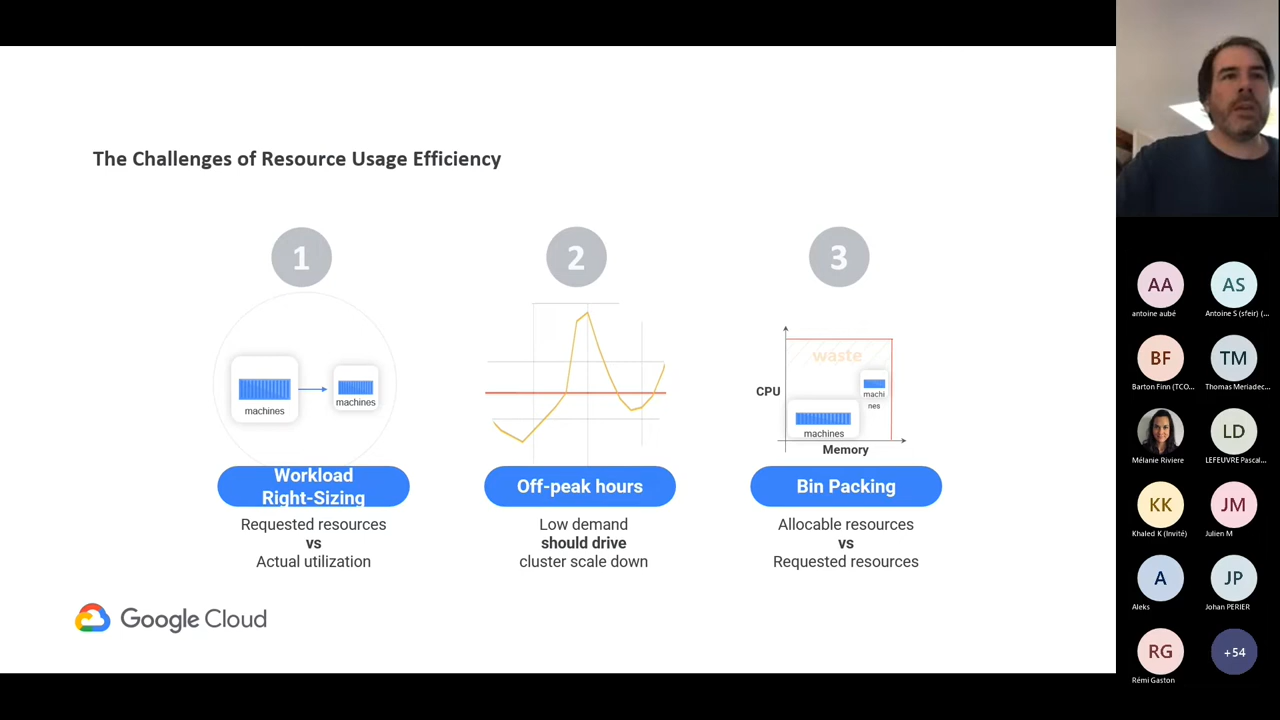 The Challenges of Resource Usage Efficiency
1
2
3
machines
machines
waste
CPU
machi
nes
machines
Memory
Workload
Right-Sizing
Off-peak hours
Bin Packing
Requested resources
vs
Actual utilization
Low demand
should drive
cluster scale down
Allocable resources
vs
Requested resources
Google Cloud
AA
antoine aubé
AS
Antoine S (sfeir) (...
BF
Barton Finn (TCO...
TM
Thomas Meriadec...
Mélanie Riviere
LD
LEFEUVRE Pascal...
KK
Khaled K (Invité)
JM
Julien M
A
Aleks
JP
Johan PERIER
RG
Rémi Gaston
+54